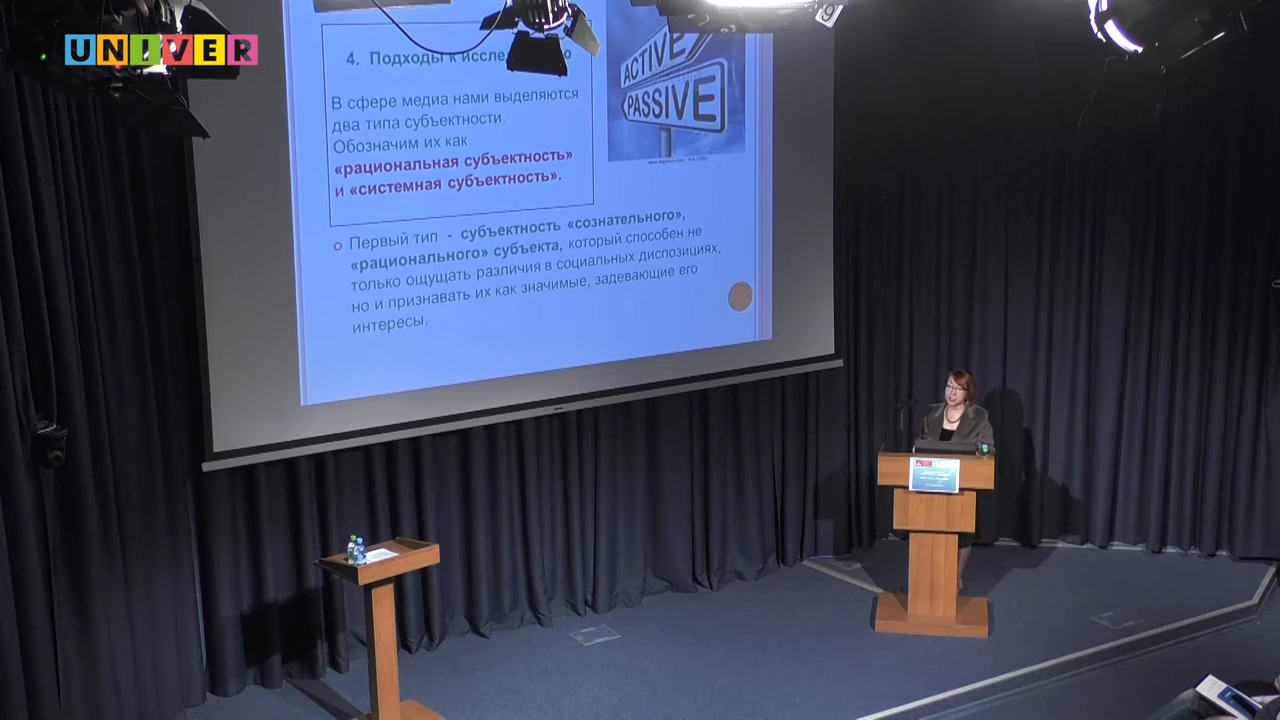 UNIVER
4. Подходы к иссле
В сфере медиа нами выделяются
два типа субъектности.
Обозначим их как
«рациональная субъектность»
и «системная субъектность».
ACTIVE
PASSIVE
Первый тип - субъектность «сознательного»,
«рационального» субъекта, который способен не
только ощущать различия в социальных диспозициях,
но и признавать их как значимые, задевающие его
интересы.
9